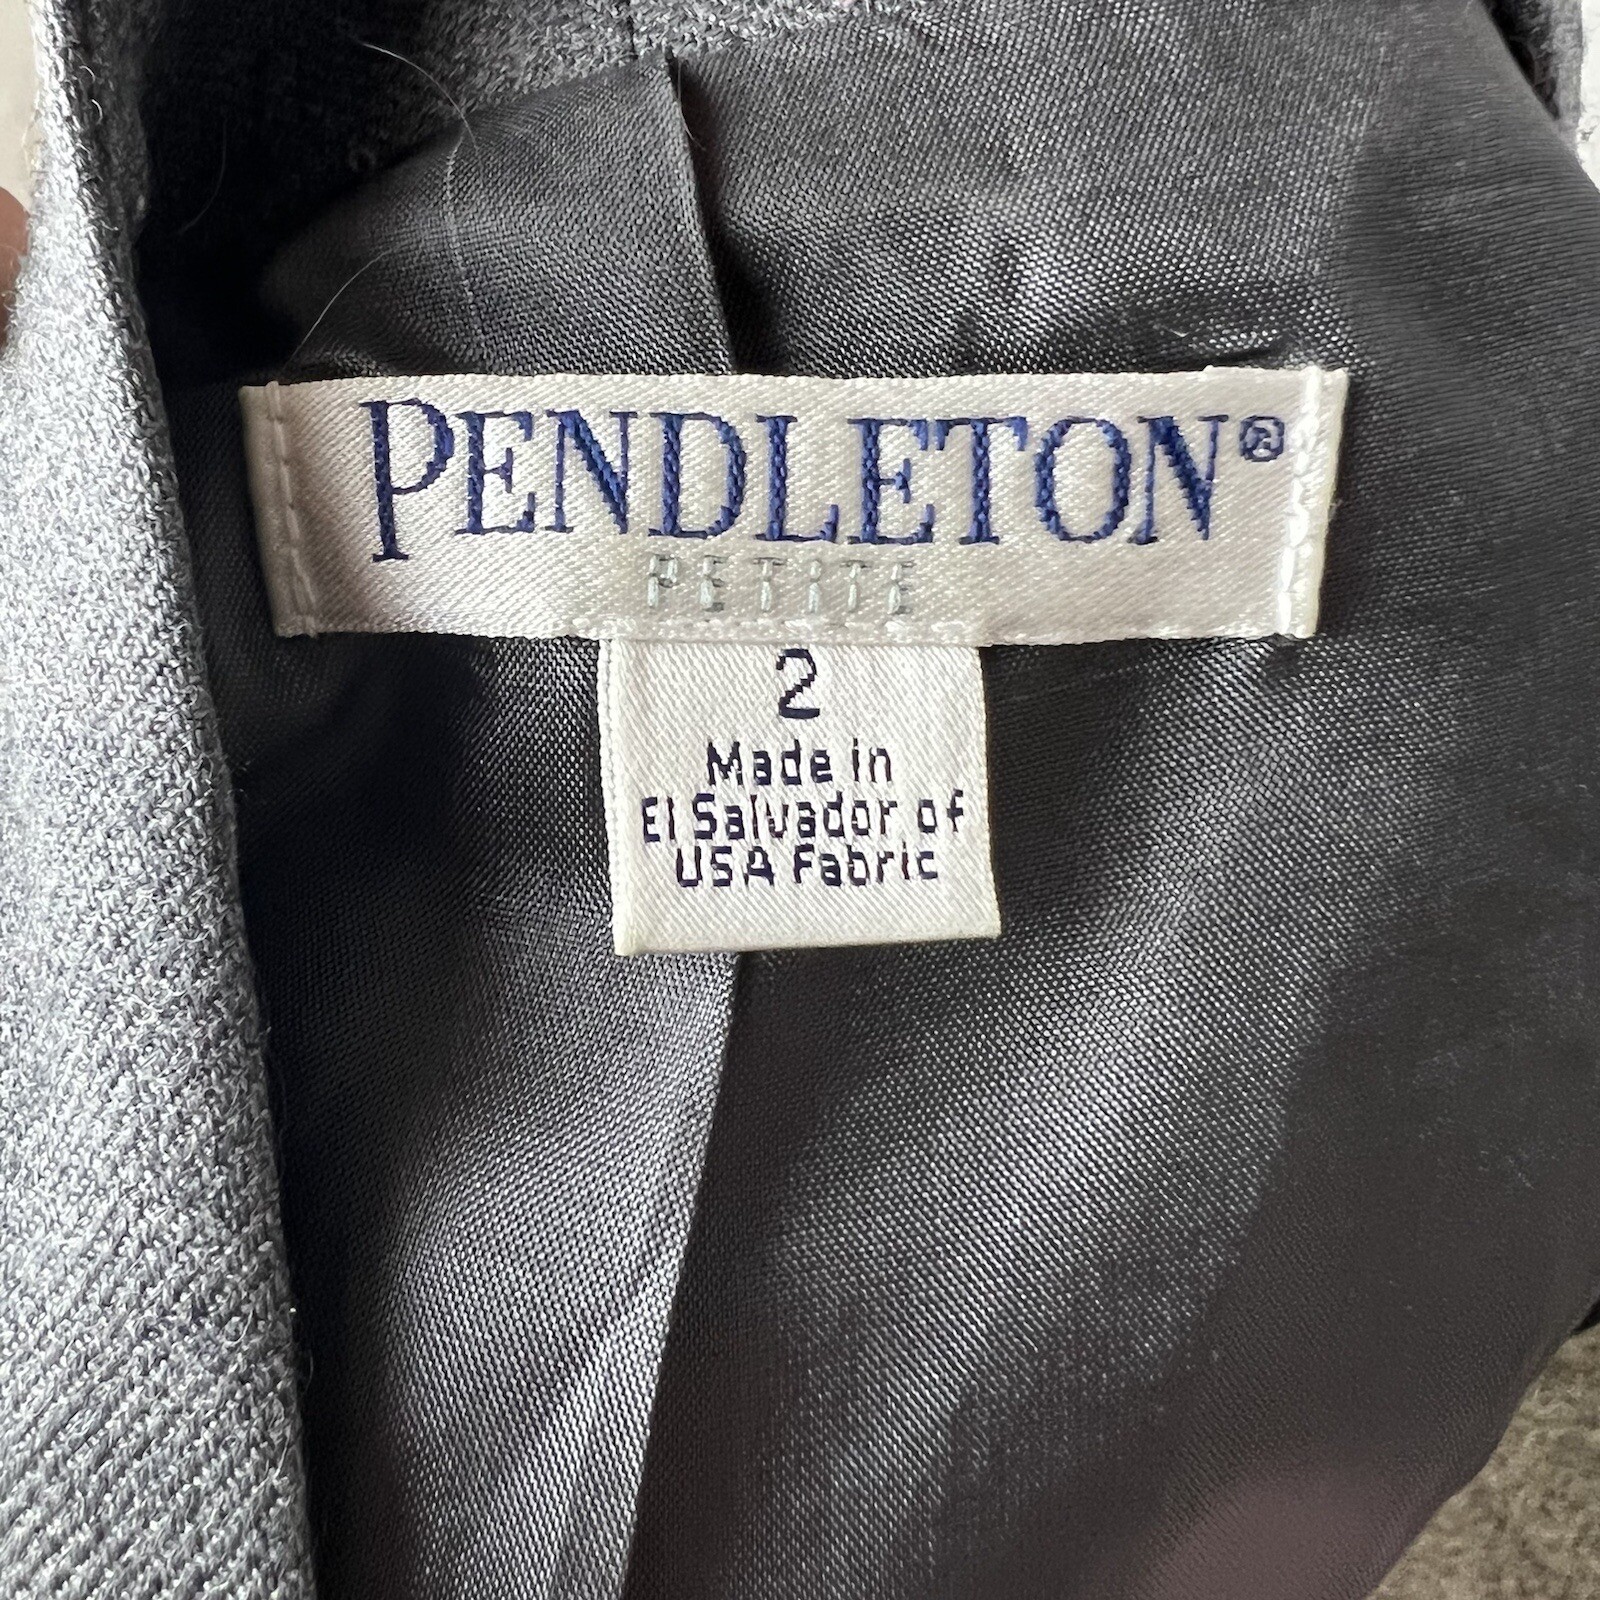 PENDLETON®
PETITE
2
Made in
El Salvador of
USA Fabric